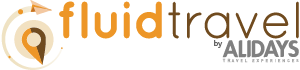 fluidtravel
by ALIDAYS
TRAVEL EXPERIENCES